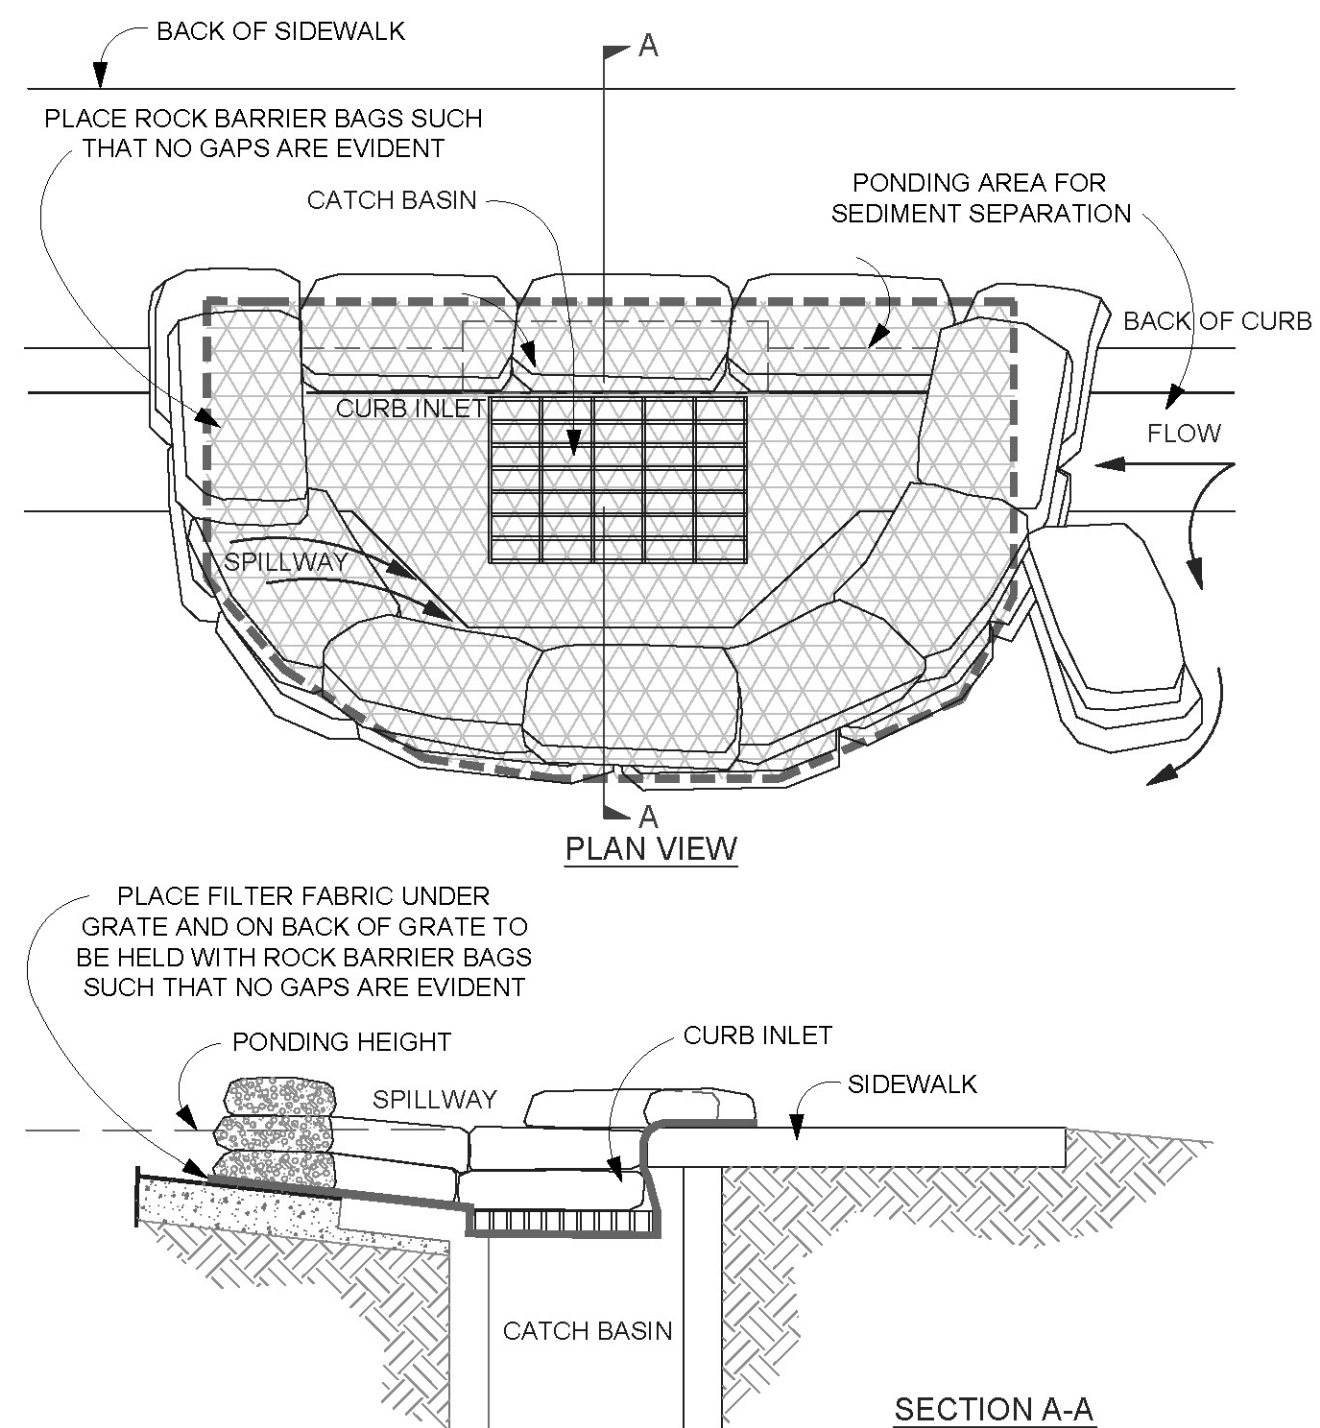 BACK OF SIDEWALK
A
PLACE ROCK BARRIER BAGS SUCH
THAT NO GAPS ARE EVIDENT
CATCH BASIN
PONDING AREA FOR
SEDIMENT SEPARATION
BACK OF CURB
CURB INLET
FLOW
SPILLWAY
A
PLAN VIEW
PLACE FILTER FABRIC UNDER
GRATE AND ON BACK OF GRATE TO
BE HELD WITH ROCK BARRIER BAGS
SUCH THAT NO GAPS ARE EVIDENT
PONDING HEIGHT
CURB INLET
SPILLWAY
SIDEWALK
CATCH BASIN
SECTION A-A